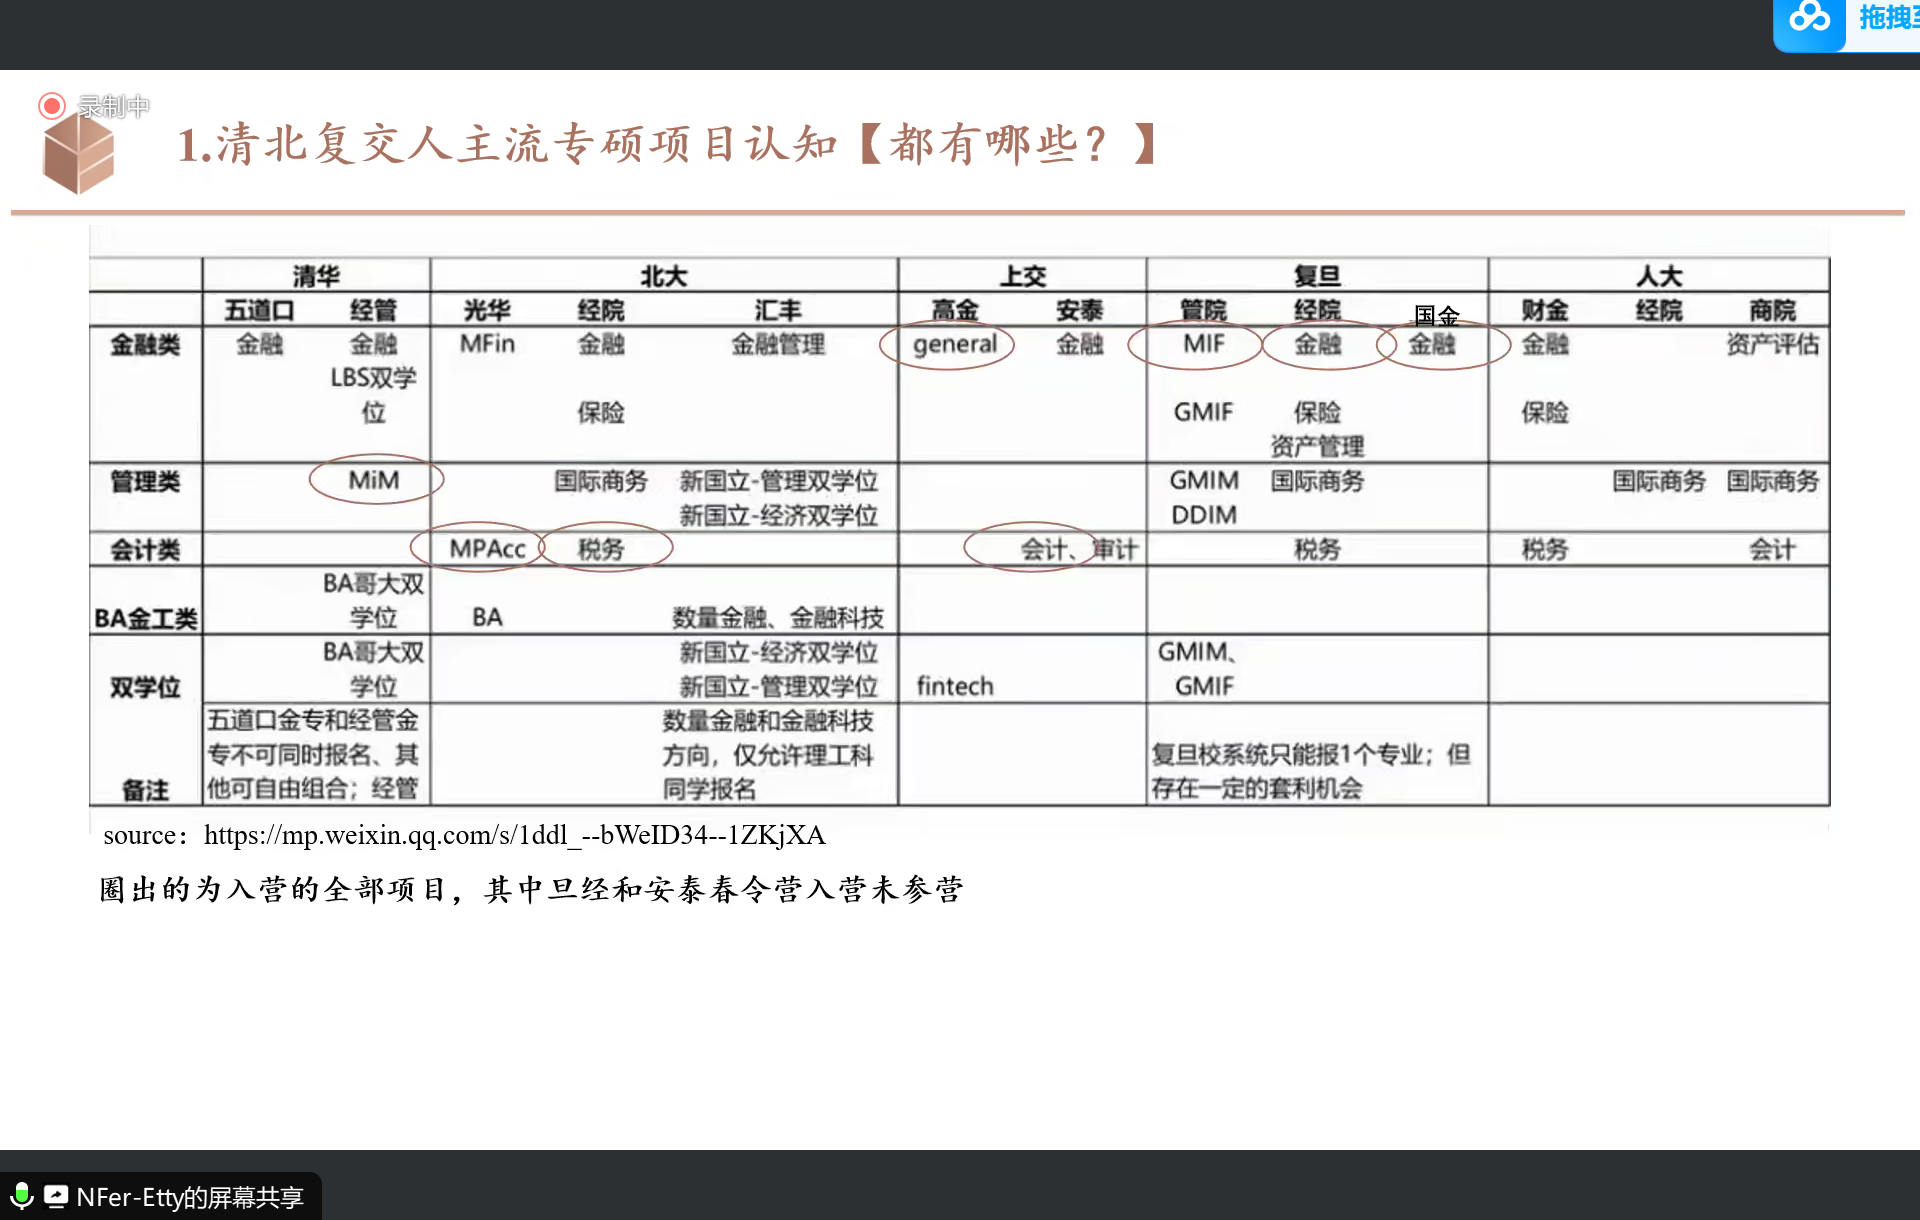 拖拽至
录制中
1.清北复交人主流专硕项目认知【都有哪些？】
清华 北大 上交 复旦 人大
五道口 经管 光华 经院 汇丰 高金 安泰 管院 经院 国金 财金 经院 商院
金融类 金融 金融 MFin 金融 金融管理 general 金融 MIF 金融 金融 金融 资产评估
LBS双学
位 保险 GMIF 保险 保险
资产管理
管理类 MiM 国际商务 新国立-管理双学位 GMIM 国际商务 国际商务 国际商务
新国立-经济双学位 DDIM
会计类 MPAcc 税务 会计、审计 税务 税务 会计
BA哥大双
BA金工类 学位 BA 数量金融、金融科技
BA哥大双 新国立-经济双学位 GMIM、
双学位 学位 新国立-管理双学位 fintech GMIF
五道口金专和经管金 数量金融和金融科技
专不可同时报名、其 方向，仅允许理工科 复旦校系统只能报1个专业；但
备注 他可自由组合；经管 同学报名 存在一定的套利机会
source：https://mp.weixin.qq.com/s/1ddl_--bWeID34--1ZKjXA
圈出的为入营的全部项目，其中旦经和安泰春令营入营未参营
NFer-Etty的屏幕共享